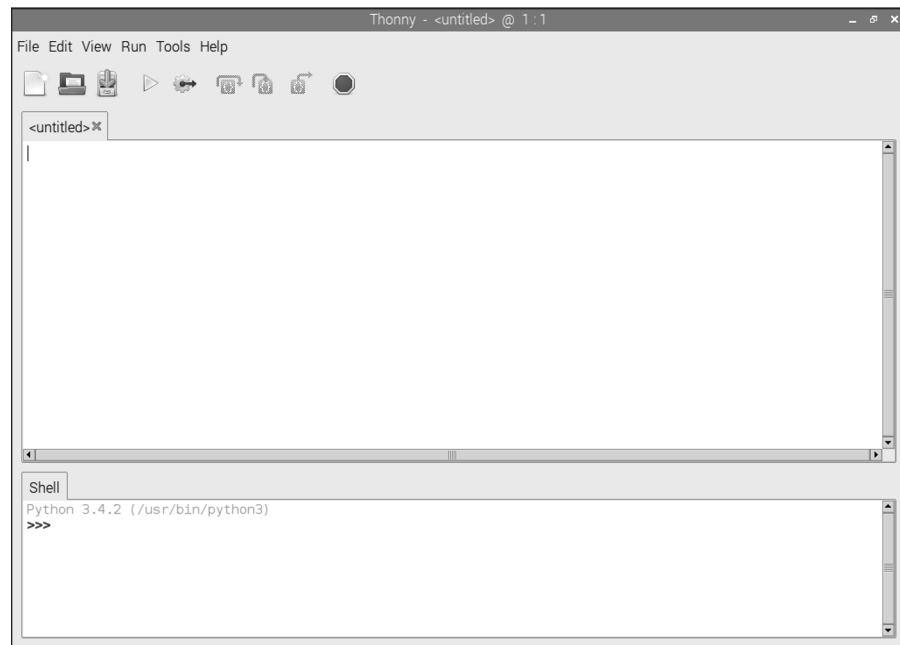 Thonny - <untitled> @ 1 : 1
File Edit View Run Tools Help
<untitled>
Shell
Python 3.4.2 (/usr/bin/python3)
>>>